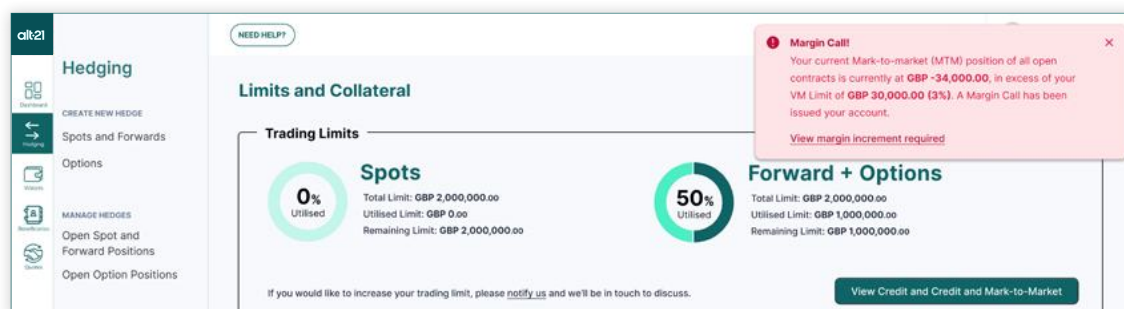 alt21
NEED HELP?
Margin Call!
Your current Mark-to-market (MTM) position of all open
contracts is currently at GBP -34,000.00, in excess of your
VM Limit of GBP 30,000.00 (3%). A Margin Call has been
issued your account.
View margin increment required
Dashboard
Hedging
Wallets
Beneficiaries
Quotes
Hedging
CREATE NEW HEDGE
Spots and Forwards
Options
MANAGE HEDGES
Open Spot and
Forward Positions
Open Option Positions
Limits and Collateral
Trading Limits
0%
Utilised
Spots
Total Limit: GBP 2,000,000.00
Utilised Limit: GBP 0.00
Remaining Limit: GBP 2,000,000.00
50%
Utilised
Forward + Options
Total Limit: GBP 2,000,000.00
Utilised Limit: GBP 1,000,000.00
Remaining Limit: GBP 1,000,000.00
If you would like to increase your trading limit, please notify us and we'll be in touch to discuss.
View Credit and Credit and Mark-to-Market